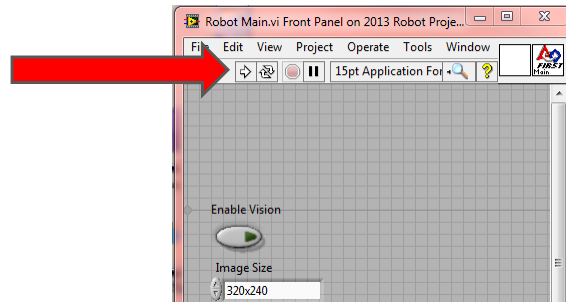 Robot Main.vi Front Panel on 2013 Robot Proje...
File Edit View Project Operate Tools Window
15pt Application For
FIRST
Main
Enable Vision
Image Size
320x240